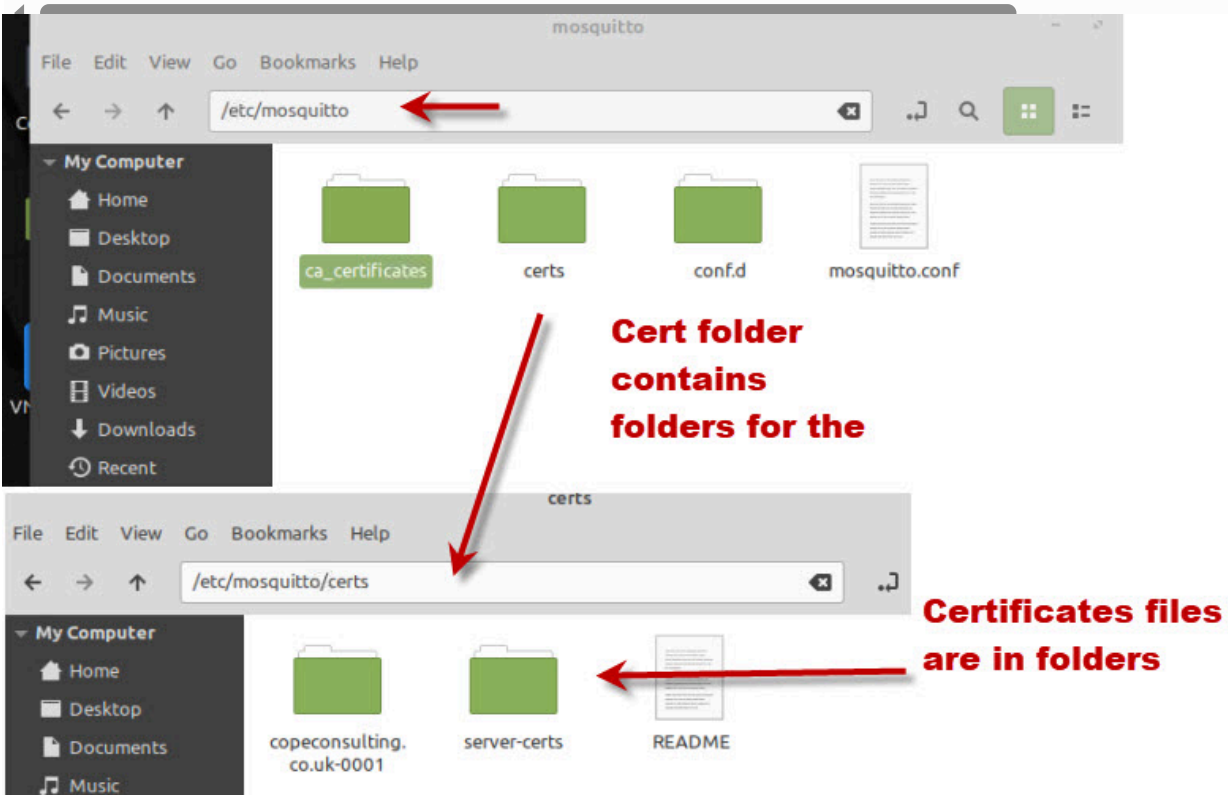 mosquitto
File Edit View Go Bookmarks Help
/etc/mosquitto
My Computer
Home
Desktop
Documents
Music
Pictures
Videos
Downloads
Recent
ca_certificates
certs
conf.d
mosquitto.conf
Cert folder
contains
folders for the
certs
File Edit View Go Bookmarks Help
/etc/mosquitto/certs
My Computer
Home
Desktop
Documents
Music
copeconsulting.
co.uk-0001
server-certs
README
Certificates files
are in folders